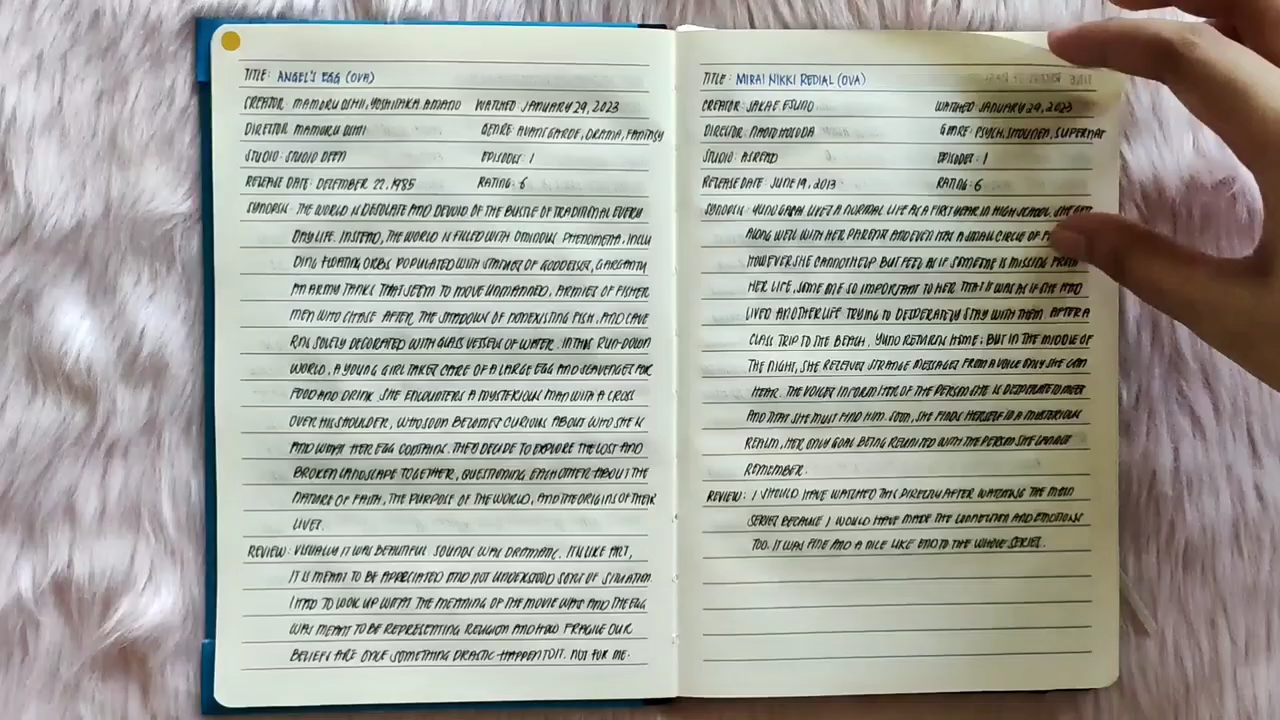 TITLE: ANGEL'S EGG (OVA)
CREATOR: MAMORU OSHII, YOSHITAKA AMANO WATCHED: JANUARY 29, 2023
DIRECTOR: MAMORU OSHII GENRE: AVANT GARDE, DRAMA, FANTASY
STUDIO: STUDIO DEEN EPISODES: 1
RELEASE DATE: DECEMBER 22, 1985 RATING: 6
SYNOPSIS: THE WORLD IS DESOLATE AND DEVOID OF THE BUSTLE OF TRADITIONAL EVERY
DAY LIFE. INSTEAD, THE WORLD IS FILLED WITH OMINOUS PHENOMENA, INCLU
DING FLOATING ORBS POPULATED WITH STATUES OF GODDESSES, GARGANTU
AN ARMY TANKS THAT SEEM TO MOVE UNMANNED, ARMIES OF FISHER
MEN WHO CHASE AFTER THE SHADOWS OF NONEXISTING FISH, AND CAVE
RNS SOLELY DECORATED WITH GLASS VESSELS OF WATER. IN THIS RUN-DOWN
WORLD, A YOUNG GIRL TAKES CARE OF A LARGE EGG AND SCAVENGES FOR
FOOD AND DRINK. SHE ENCOUNTERS A MYSTERIOUS MAN WITH A CROSS
OVER HIS SHOULDER, WHO SOON BECOMES CURIOUS ABOUT WHO SHE IS
AND WHAT HER EGG CONTAINS. THEY DECIDE TO EXPLORE THE LOST AND
BROKEN LANDSCAPE TOGETHER, QUESTIONING EACH OTHER ABOUT THE
NATURE OF FAITH, THE PURPOSE OF THE WORLD, AND THE ORIGINS OF THEIR
LIVES.
REVIEW: VISUALLY IT WAS BEAUTIFUL SOUNDS WAS DRAMATIC. IT'S LIKE ART,
IT IS MEANT TO BE APPRECIATED AND NOT UNDERSTOOD SORT OF SITUATION
I HAD TO LOOK UP WHAT THE MEANING OF THE MOVIE WAS AND THE EGG
WAS MEANT TO BE REPRESENTING RELIGION AND HOW FRAGILE OUR
BELIEFS ARE ONCE SOMETHING DRASTIC HAPPEN TO IT. NOT FOR ME.
TITLE: MIRAI NIKKI REDIAL (OVA)
CREATOR: SAKAE ESUNO WATCHED: JANUARY 29, 2023
DIRECTOR: NAOTO HOSODA GENRE: PSYCH, SHOUNEN, SUPERNAT
STUDIO: ASREAD EPISODES: 1
RELEASE DATE: JUNE 19, 2013 RATING: 6
SYNOPSIS: YUNO GASAI LIVES A NORMAL LIFE AS A FIRST YEAR IN HIGH SCHOOL. SHE GETS
ALONG WELL WITH HER PARENTS AND EVEN HAS A SMALL CIRCLE OF
HOWEVER SHE CANNOT HELP BUT FEEL AS IF SOMEONE IS MISSING FROM
HER LIFE, SOMEONE SO IMPORTANT TO HER THAT IT WAS AS IF SHE HAD
LIVED ANOTHER LIFE TRYING TO DESPERATELY STAY WITH THEM. AFTER A
CLASS TRIP TO THE BEACH, YUNO RETURNS HOME; BUT IN THE MIDDLE OF
THE NIGHT, SHE RECEIVES STRANGE MESSAGES FROM A VOICE ONLY SHE CAN
HEAR. THE VOICES INFORM HER OF THE PERSON SHE IS DESPERATE TO MEET
AND THAT SHE MUST FIND HIM. SOON, SHE FINDS HERSELF IN A MYSTERIOUS
REALM, HER ONLY GOAL BEING REUNITED WITH THE PERSON SHE CANNOT
REMEMBER.
REVIEW: I SHOULD HAVE WATCHED THIS DIRECTLY AFTER WATCHING THE MAIN
SERIES BECAUSE I WOULD HAVE MADE THE CONNECTION AND EMOTIONS
TOO. IT WAS FINE AND A NICE LIKE END TO THE WHOLE SERIES.